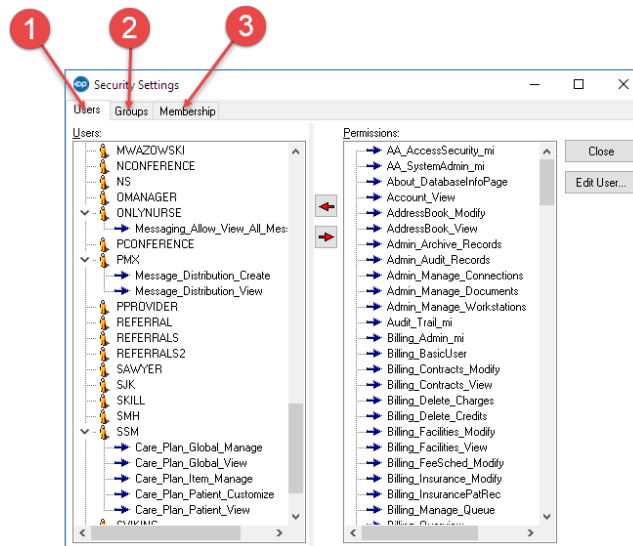 1
2
3
Security Settings
Users Groups Membership
Users:
MWAZOWSKI
NCONFERENCE
NS
OMANAGER
ONLYNURSE
Messaging_Allow_View_All_Mes
PCONFERENCE
PMX
Message_Distribution_Create
Message_Distribution_View
PPROVIDER
REFERRAL
REFERRALS
REFERRALS2
SAWYER
SJK
SKILL
SMH
SSM
Care_Plan_Global_Manage
Care_Plan_Global_View
Care_Plan_Item_Manage
Care_Plan_Patient_Customize
Care_Plan_Patient_View
SVIKING
Permissions:
AA_AccessSecurity_mi
AA_SystemAdmin_mi
About_DatabaseInfoPage
Account_View
AddressBook_Modify
AddressBook_View
Admin_Archive_Records
Admin_Audit_Records
Admin_Manage_Connections
Admin_Manage_Documents
Admin_Manage_Workstations
Audit_Trail_mi
Billing_Admin_mi
Billing_BasicUser
Billing_Contracts_Modify
Billing_Contracts_View
Billing_Delete_Charges
Billing_Delete_Credits
Billing_Facilities_Modify
Billing_Facilities_View
Billing_FeeSched_Modify
Billing_Insurance_Modify
Billing_InsurancePatRec
Billing_Manage_Queue
Billing_Overview
Close
Edit User...